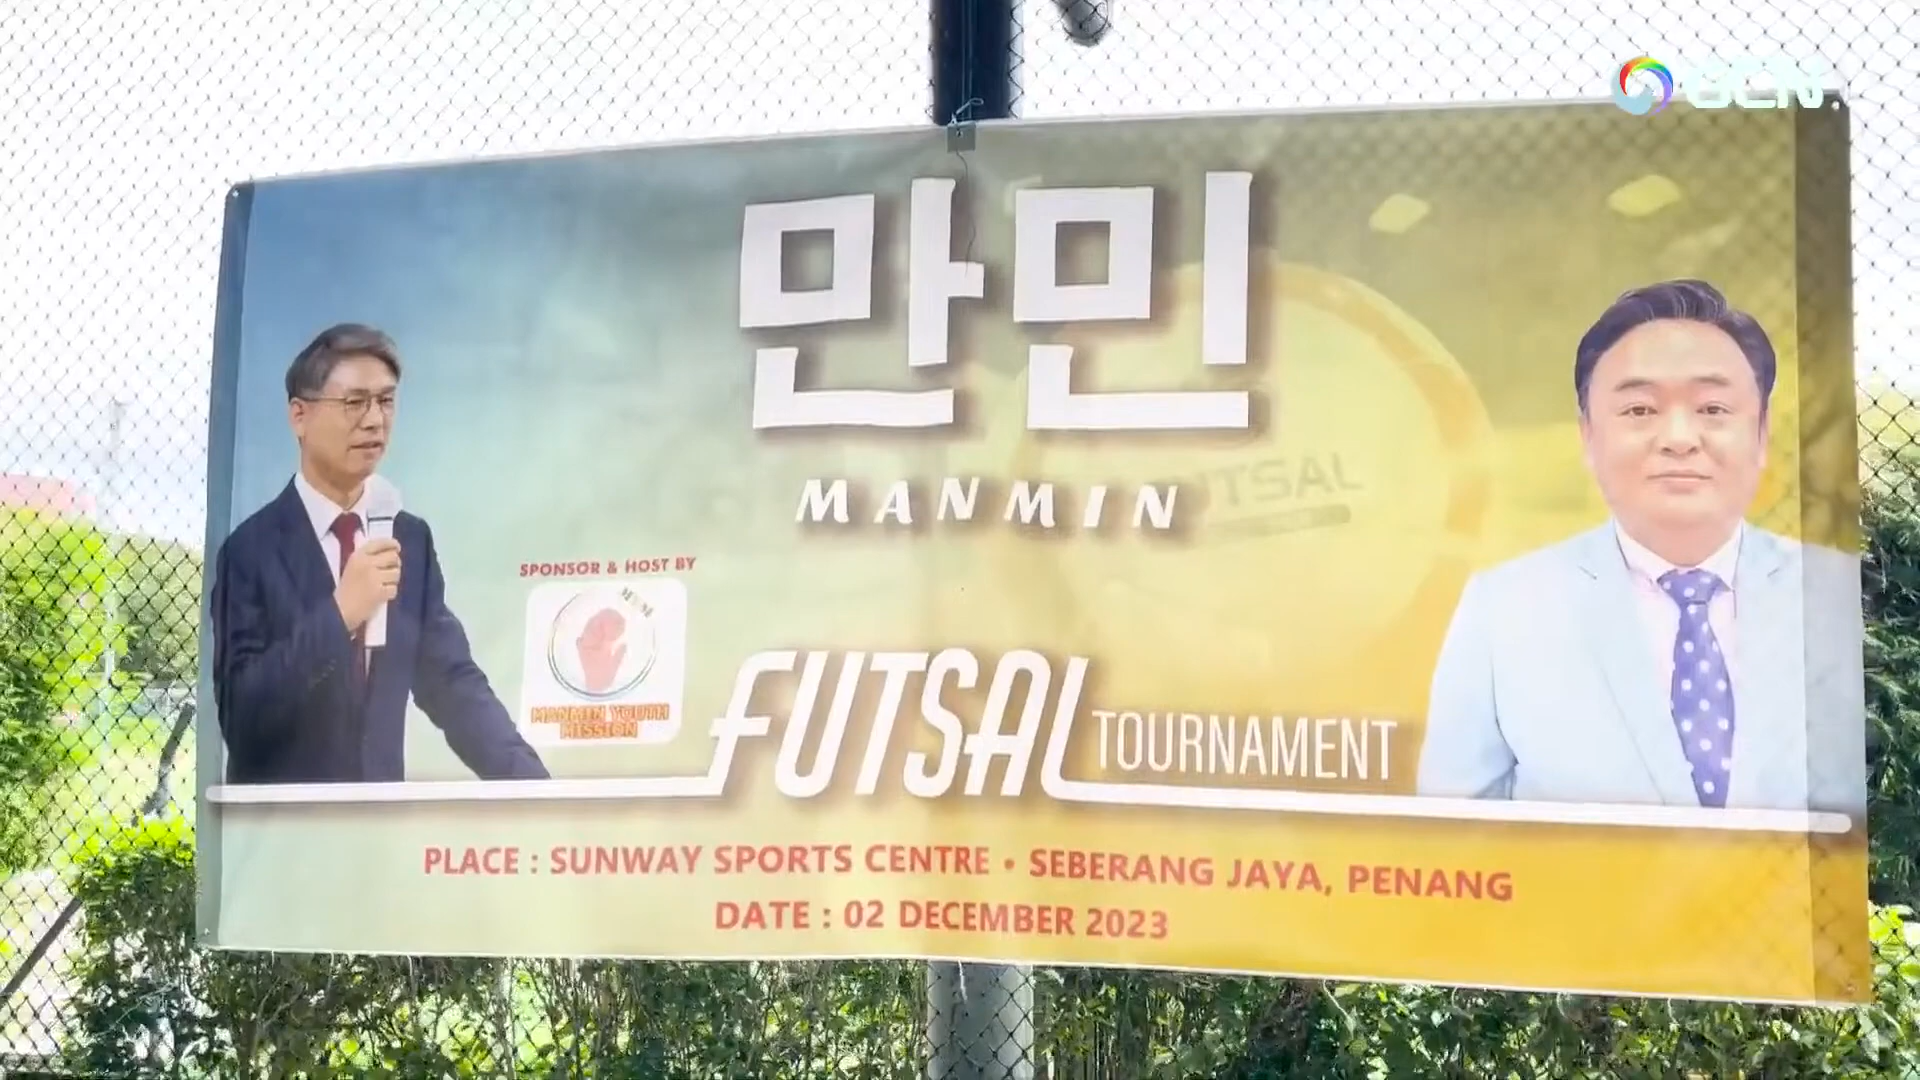 GCN
만민
MANMIN
SPONSOR & HOST BY
MANMIN YOUTH
MISSION
FUTSAL TOURNAMENT
PLACE : SUNWAY SPORTS CENTRE • SEBERANG JAYA, PENANG
DATE : 02 DECEMBER 2023